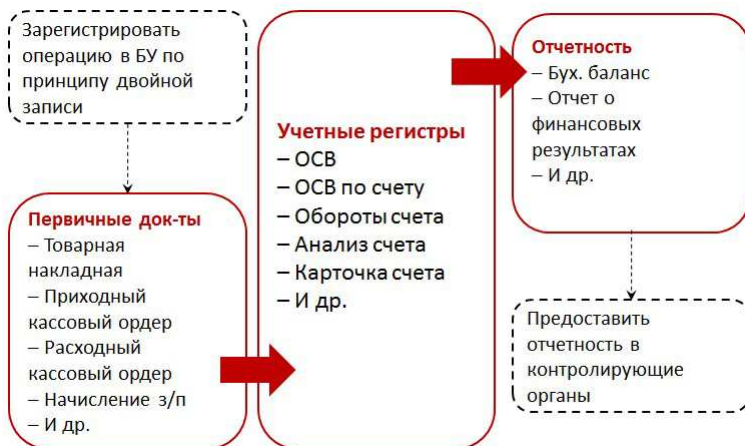 Зарегистрировать
операцию в БУ по
принципу двойной
записи
Первичные док-ты
– Товарная
накладная
– Приходный
кассовый ордер
– Расходный
кассовый ордер
– Начисление з/п
– И др.
Учетные регистры
– ОСВ
– ОСВ по счету
– Обороты счета
– Анализ счета
– Карточка счета
– И др.
Отчетность
– Бух. баланс
– Отчет о
финансовых
результатах
– И др.
Предоставить
отчетность в
контролирующие
органы